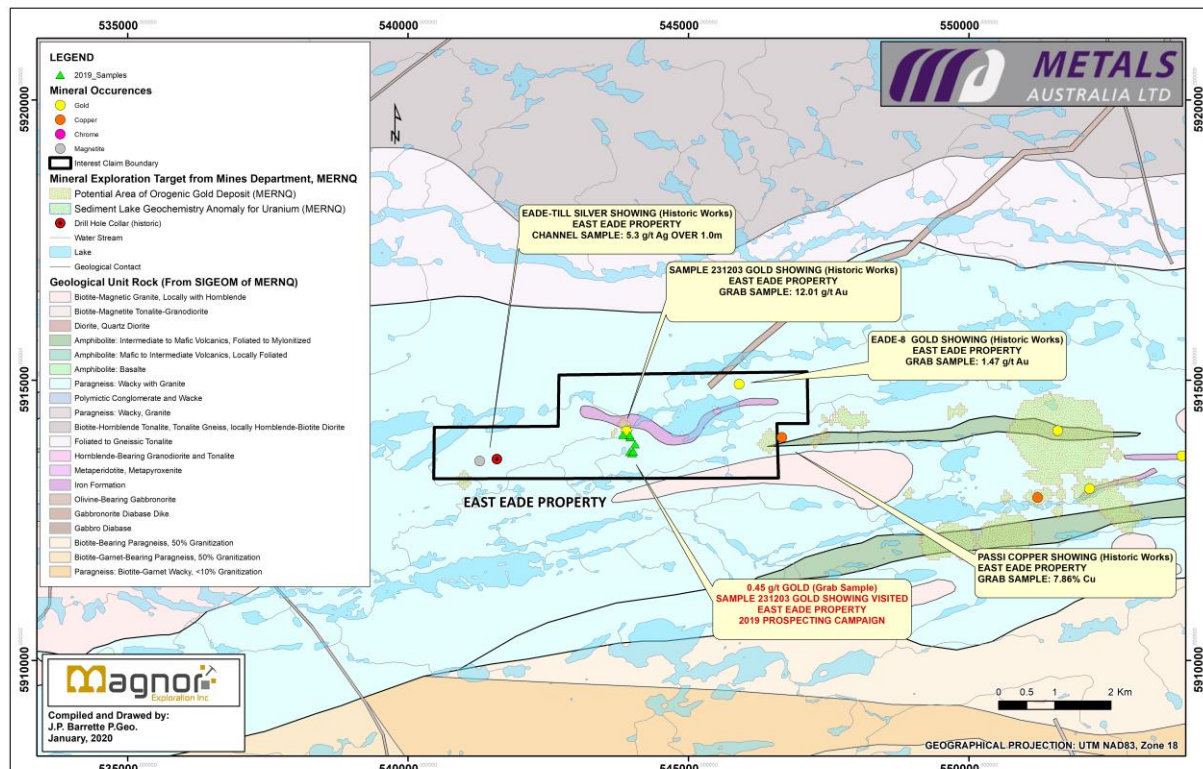 535000
540000
545000
550000
5920000
5920000
5915000
5915000
5910000
5910000
LEGEND
2019_Samples
Mineral Occurences
Gold
Copper
Chrome
Magnetite
Interest Claim Boundary
Mineral Exploration Target from Mines Department, MERNQ
Potential Area of Orogenic Gold Deposit (MERNQ)
Sediment Lake Geochemistry Anomaly for Uranium (MERNQ)
Drill Hole Collar (historic)
Water Stream
Lake
Geological Contact
Geological Unit Rock (From SIGEOM of MERNQ)
Biotite-Magnetic Granite, Locally with Hornblende
Biotite-Magnetite Tonalite-Granodiorite
Diorite, Quartz Diorite
Amphibolite: Intermediate to Mafic Volcanics, Foliated to Mylonitized
Amphibolite: Mafic to Intermediate Volcanics, Locally Foliated
Amphibolite: Basalte
Paragneiss: Wacky with Granite
Polymictic Conglomerate and Wacke
Paragneiss: Wacky, Granite
Biotite-Hornblende Tonalite, Tonalite Gneiss, locally Hornblende-Biotite Diorite
Foliated to Gneissic Tonalite
Hornblende-Bearing Granodiorite and Tonalite
Metaperidotite, Metapyroxenite
Iron Formation
Olivine-Bearing Gabbronorite
Gabbronorite Diabase Dike
Gabbro Diabase
Biotite-Bearing Paragneiss, 50% Granitization
Biotite-Garnet-Bearing Paragneiss, 50% Granitization
Paragneiss: Biotite-Garnet Wacky, <10% Granitization
N
METALS
AUSTRALIA LTD
EADE-TILL SILVER SHOWING (Historic Works)
EAST EADE PROPERTY
CHANNEL SAMPLE: 5.3 g/t Ag OVER 1.0m
SAMPLE 231203 GOLD SHOWING (Historic Works)
EAST EADE PROPERTY
GRAB SAMPLE: 12.01 g/t Au
EADE-8 GOLD SHOWING (Historic Works)
EAST EADE PROPERTY
GRAB SAMPLE: 1.47 g/t Au
EAST EADE PROPERTY
PASSI COPPER SHOWING (Historic Works)
EAST EADE PROPERTY
GRAB SAMPLE: 7.86% Cu
0.45 g/t GOLD (Grab Sample)
SAMPLE 231203 GOLD SHOWING VISITED
EAST EADE PROPERTY
2019 PROSPECTING CAMPAIGN
Magnor
Exploration Inc
Compiled and Drawed by:
J.P. Barrette P.Geo.
January, 2020
0 0.5 1 2 Km
GEOGRAPHICAL PROJECTION: UTM NAD83, Zone 18
535000
540000
545000
550000